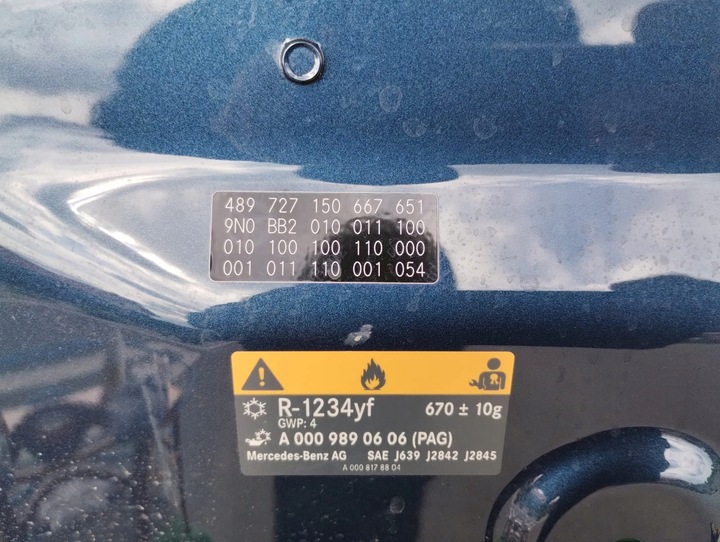 489 727 150 667 651
9N0 BB2 010 011 100
010 100 100 110 000
001 011 110 001 054
R-1234yf 670 ± 10g
GWP: 4
A 000 989 06 06 (PAG)
Mercedes-Benz AG SAE J639 J2842 J2845
A 000 817 88 04